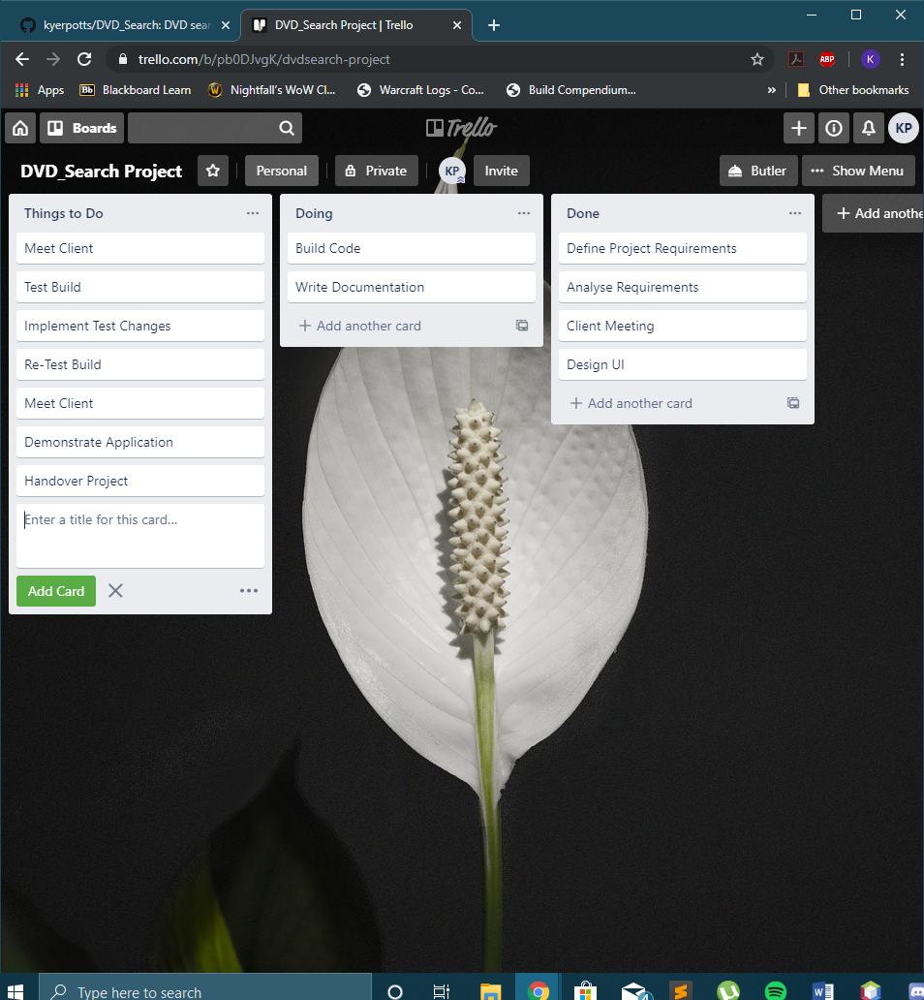 kyerpotts/DVD_Search: DVD sear
DVD_Search Project | Trello
trello.com/b/pb0DJvgK/dvdsearch-project
ABP
K
Apps
Bb
Blackboard Learn
Nightfall's WoW Cl...
Warcraft Logs - Co...
Build Compendium...
»
Other bookmarks
Boards
Trello
KP
DVD_Search Project
Personal
Private
KP
Invite
Butler
Show Menu
Things to Do
Meet Client
Test Build
Implement Test Changes
Re-Test Build
Meet Client
Demonstrate Application
Handover Project
Enter a title for this card...
Add Card
Doing
Build Code
Write Documentation
Add another card
Done
Define Project Requirements
Analyse Requirements
Client Meeting
Design UI
Add another card
Add anothe
Type here to search